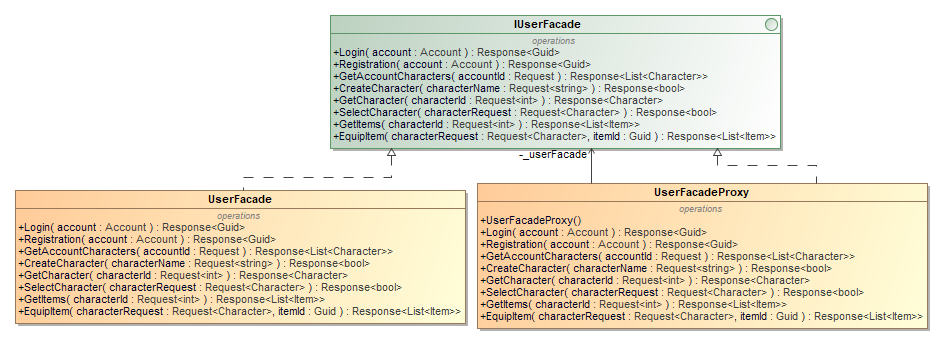 IUserFacade
operations
+Login( account : Account ) : Response<Guid>
+Registration( account : Account ) : Response<Guid>
+GetAccountCharacters( accountId : Request ) : Response<List<Character>>
+CreateCharacter( characterName : Request<string> ) : Response<bool>
+GetCharacter( characterId : Request<int> ) : Response<Character>
+SelectCharacter( characterRequest : Request<Character> ) : Response<bool>
+GetItems( characterId : Request<int> ) : Response<List<Item>>
+EquipItem( characterRequest : Request<Character>, itemId : Guid ) : Response<List<Item>>
-_userFacade
UserFacade
operations
+Login( account : Account ) : Response<Guid>
+Registration( account : Account ) : Response<Guid>
+GetAccountCharacters( accountId : Request ) : Response<List<Character>>
+CreateCharacter( characterName : Request<string> ) : Response<bool>
+GetCharacter( characterId : Request<int> ) : Response<Character>
+SelectCharacter( characterRequest : Request<Character> ) : Response<bool>
+GetItems( characterId : Request<int> ) : Response<List<Item>>
+EquipItem( characterRequest : Request<Character>, itemId : Guid ) : Response<List<Item>>
UserFacadeProxy
operations
+UserFacadeProxy()
+Login( account : Account ) : Response<Guid>
+Registration( account : Account ) : Response<Guid>
+GetAccountCharacters( accountId : Request ) : Response<List<Character>>
+CreateCharacter( characterName : Request<string> ) : Response<bool>
+GetCharacter( characterId : Request<int> ) : Response<Character>
+SelectCharacter( characterRequest : Request<Character> ) : Response<bool>
+GetItems( characterId : Request<int> ) : Response<List<Item>>
+EquipItem( characterRequest : Request<Character>, itemId : Guid ) : Response<List<Item>>